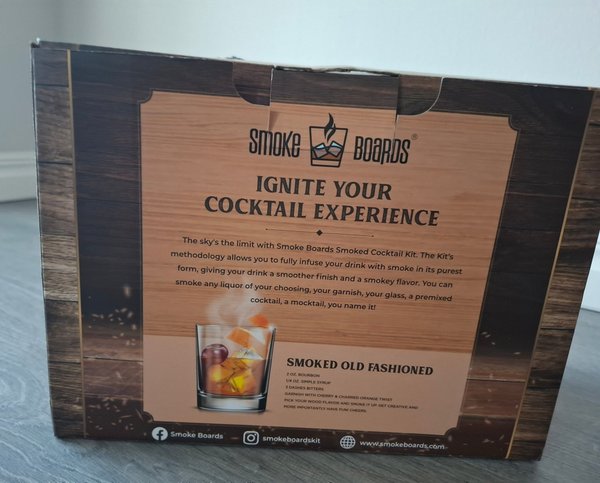 SMOKE BOARDS®
IGNITE YOUR
COCKTAIL EXPERIENCE
The sky's the limit with Smoke Boards Smoked Cocktail Kit. The Kit's
methodology allows you to fully infuse your drink with smoke in its purest
form, giving your drink a smoother finish and a smokey flavor. You can
smoke any liquor of your choosing, your garnish, your glass, a premixed
cocktail, a mocktail, you name it!
SMOKED OLD FASHIONED
2 OZ. BOURBON
1/4 OZ. SIMPLE SYRUP
3 DASHES BITTERS
GARNISH WITH CHERRY & CHARRED ORANGE TWIST
PICK YOUR WOOD FLAVOR AND SMOKE IT UP. GET CREATIVE AND
MORE IMPORTANTLY HAVE FUN! CHEERS.
Smoke Boards
smokeboardskit
www.smokeboards.com